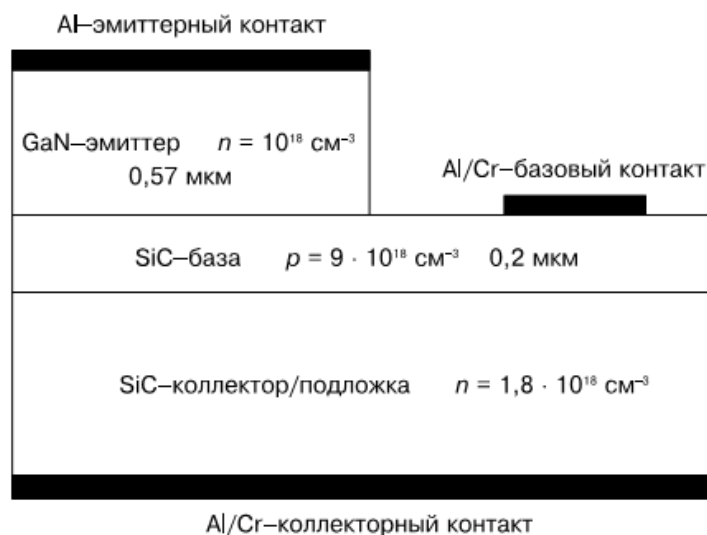 Al–эмиттерный контакт
GaN–эмиттер n = 10¹⁸ см⁻³
0,57 мкм
Al/Cr–базовый контакт
SiC–база p = 9 · 10¹⁸ см⁻³ 0,2 мкм
SiC–коллектор/подложка n = 1,8 · 10¹⁸ см⁻³
Al/Cr–коллекторный контакт